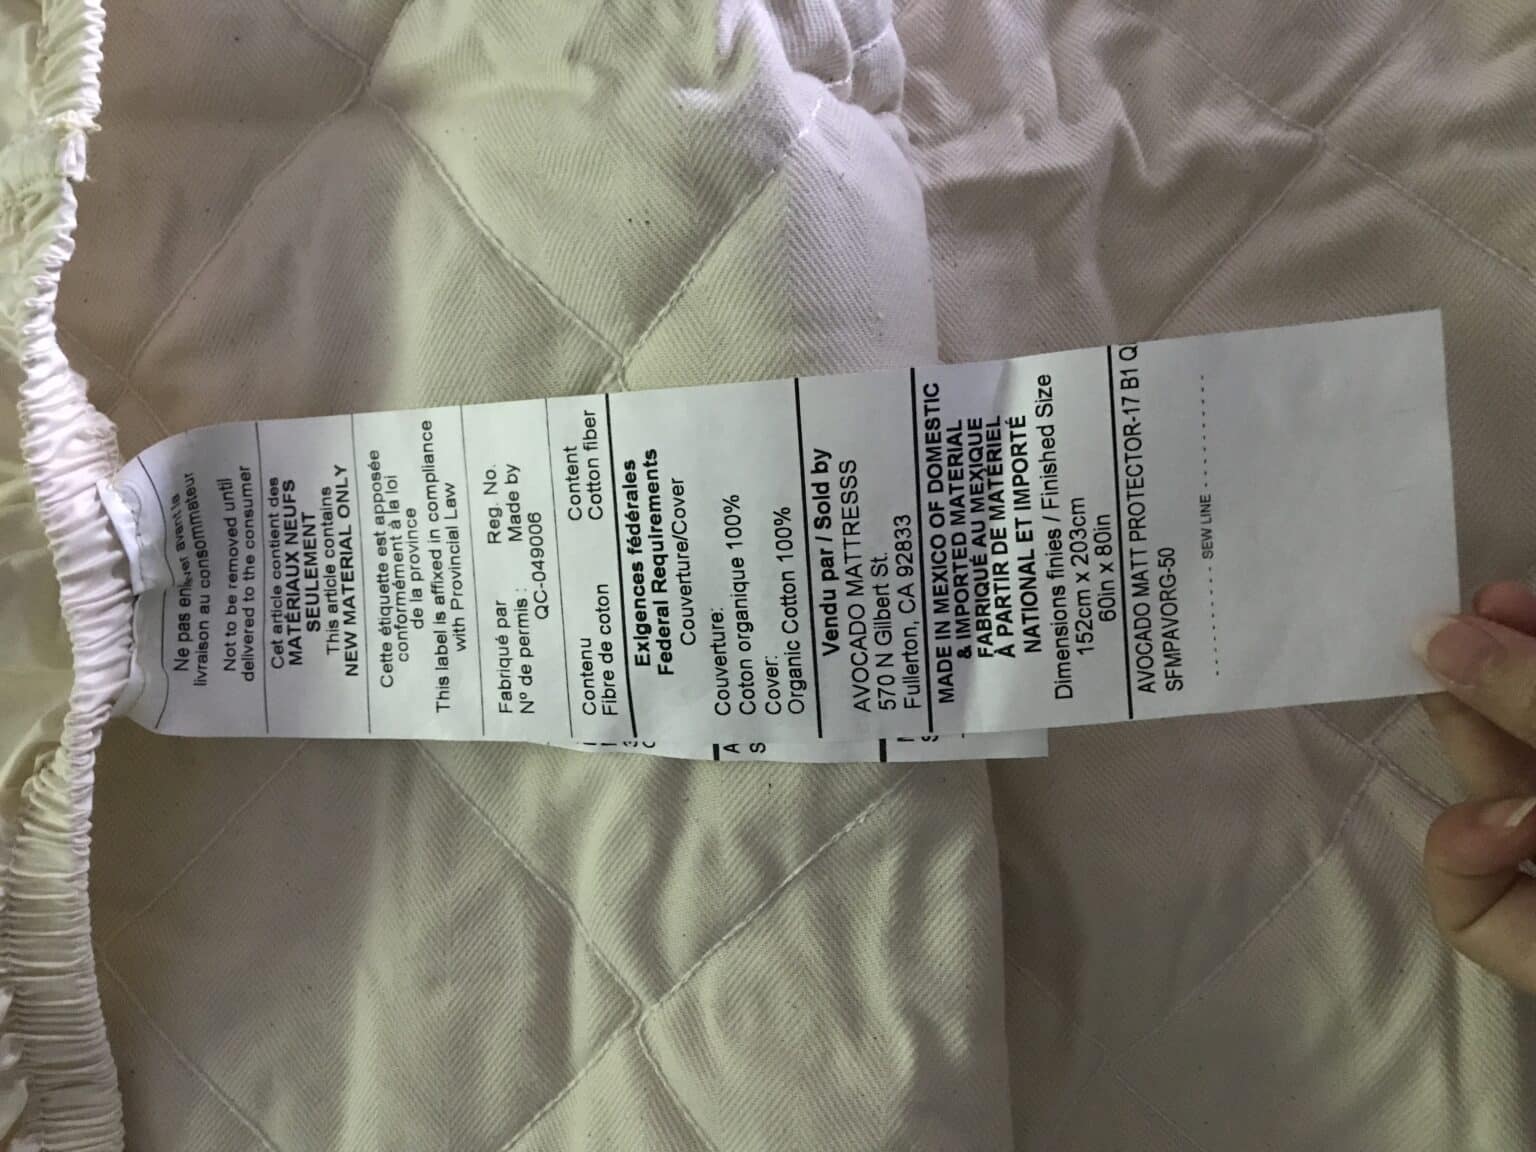 Ne pas enlever avant la
livraison au consommateur
Not to be removed until
delivered to the consumer
Cet article contient des
MATÉRIAUX NEUFS
SEULEMENT
This article contains
NEW MATERIAL ONLY
Cette étiquette est apposée
conformément à la loi
de la province
This label is affixed in compliance
with Provincial Law
Fabriqué par Reg. No.
N° de permis : Made by
QC-049006
Contenu Content
Fibre de coton Cotton fiber
Exigences fédérales
Federal Requirements
Couverture/Cover
Couverture:
Coton organique 100%
Cover:
Organic Cotton 100%
Vendu par / Sold by
AVOCADO MATTRESSS
570 N Gilbert St.
Fullerton, CA 92833
MADE IN MEXICO OF DOMESTIC
& IMPORTED MATERIAL
FABRIQUÉ AU MEXIQUE
À PARTIR DE MATÉRIEL
NATIONAL ET IMPORTÉ
Dimensions finies / Finished Size
152cm x 203cm
60in x 80in
AVOCADO MATT PROTECTOR-17 B1
SFMPAVORG-50
SEW LINE